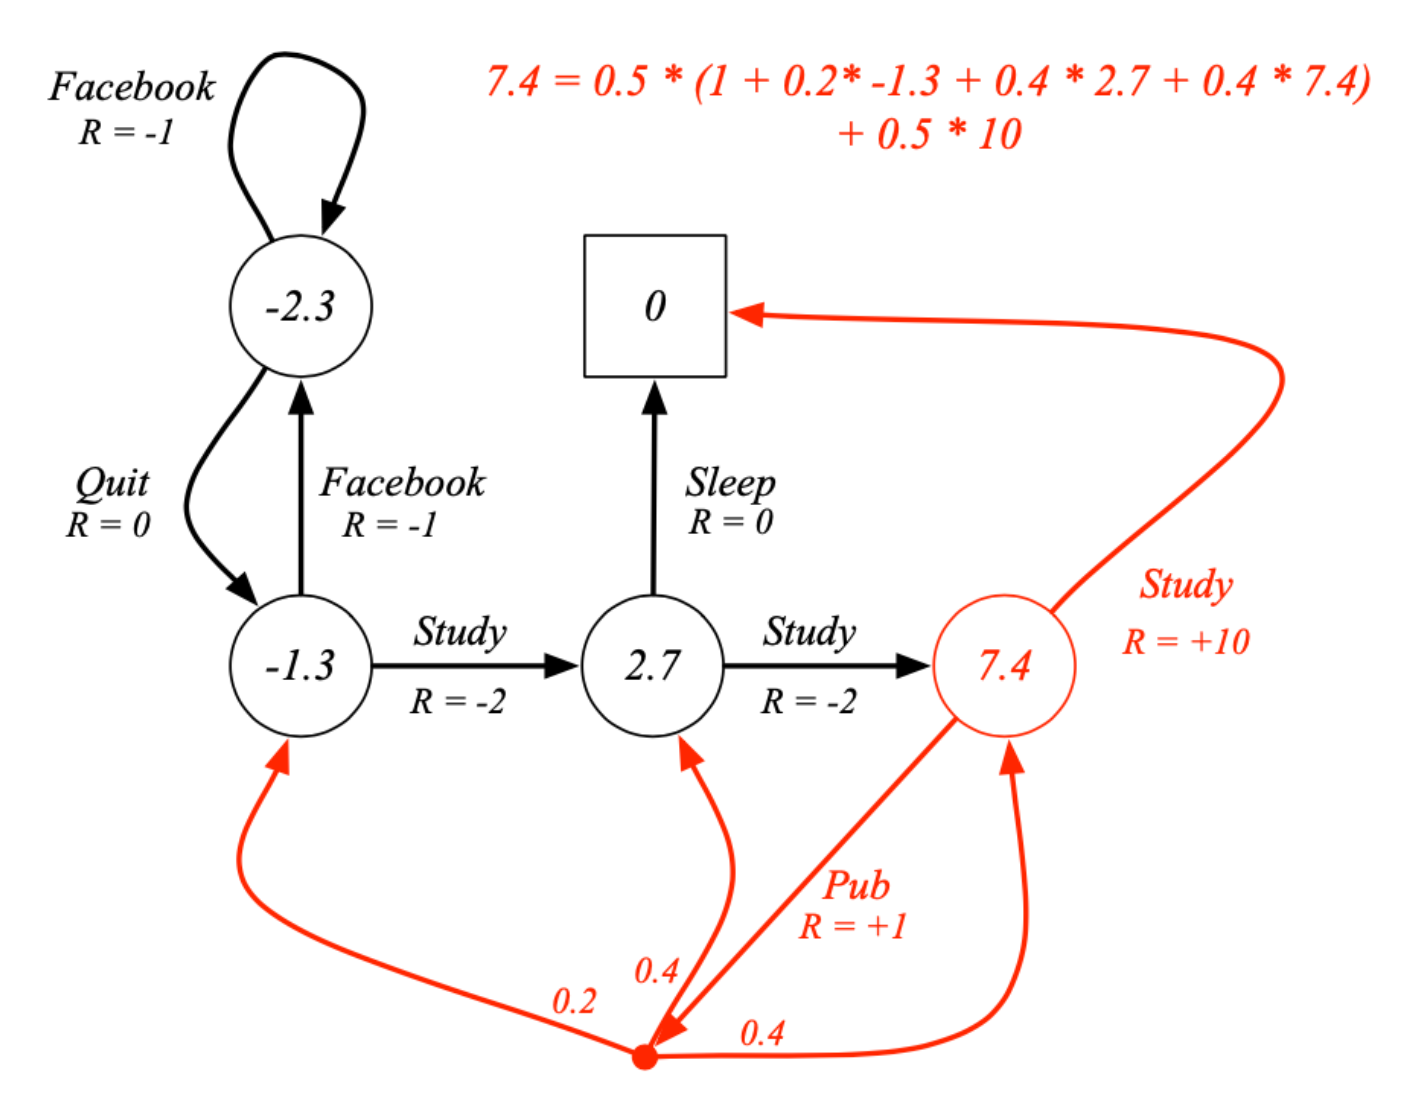 Facebook
R = -1
7.4 = 0.5 * (1 + 0.2* -1.3 + 0.4 * 2.7 + 0.4 * 7.4)
+ 0.5 * 10
-2.3
0
Quit
R = 0
Facebook
R = -1
Sleep
R = 0
-1.3
Study
R = -2
2.7
Study
R = -2
7.4
Study
R = +10
Pub
R = +1
0.2
0.4
0.4